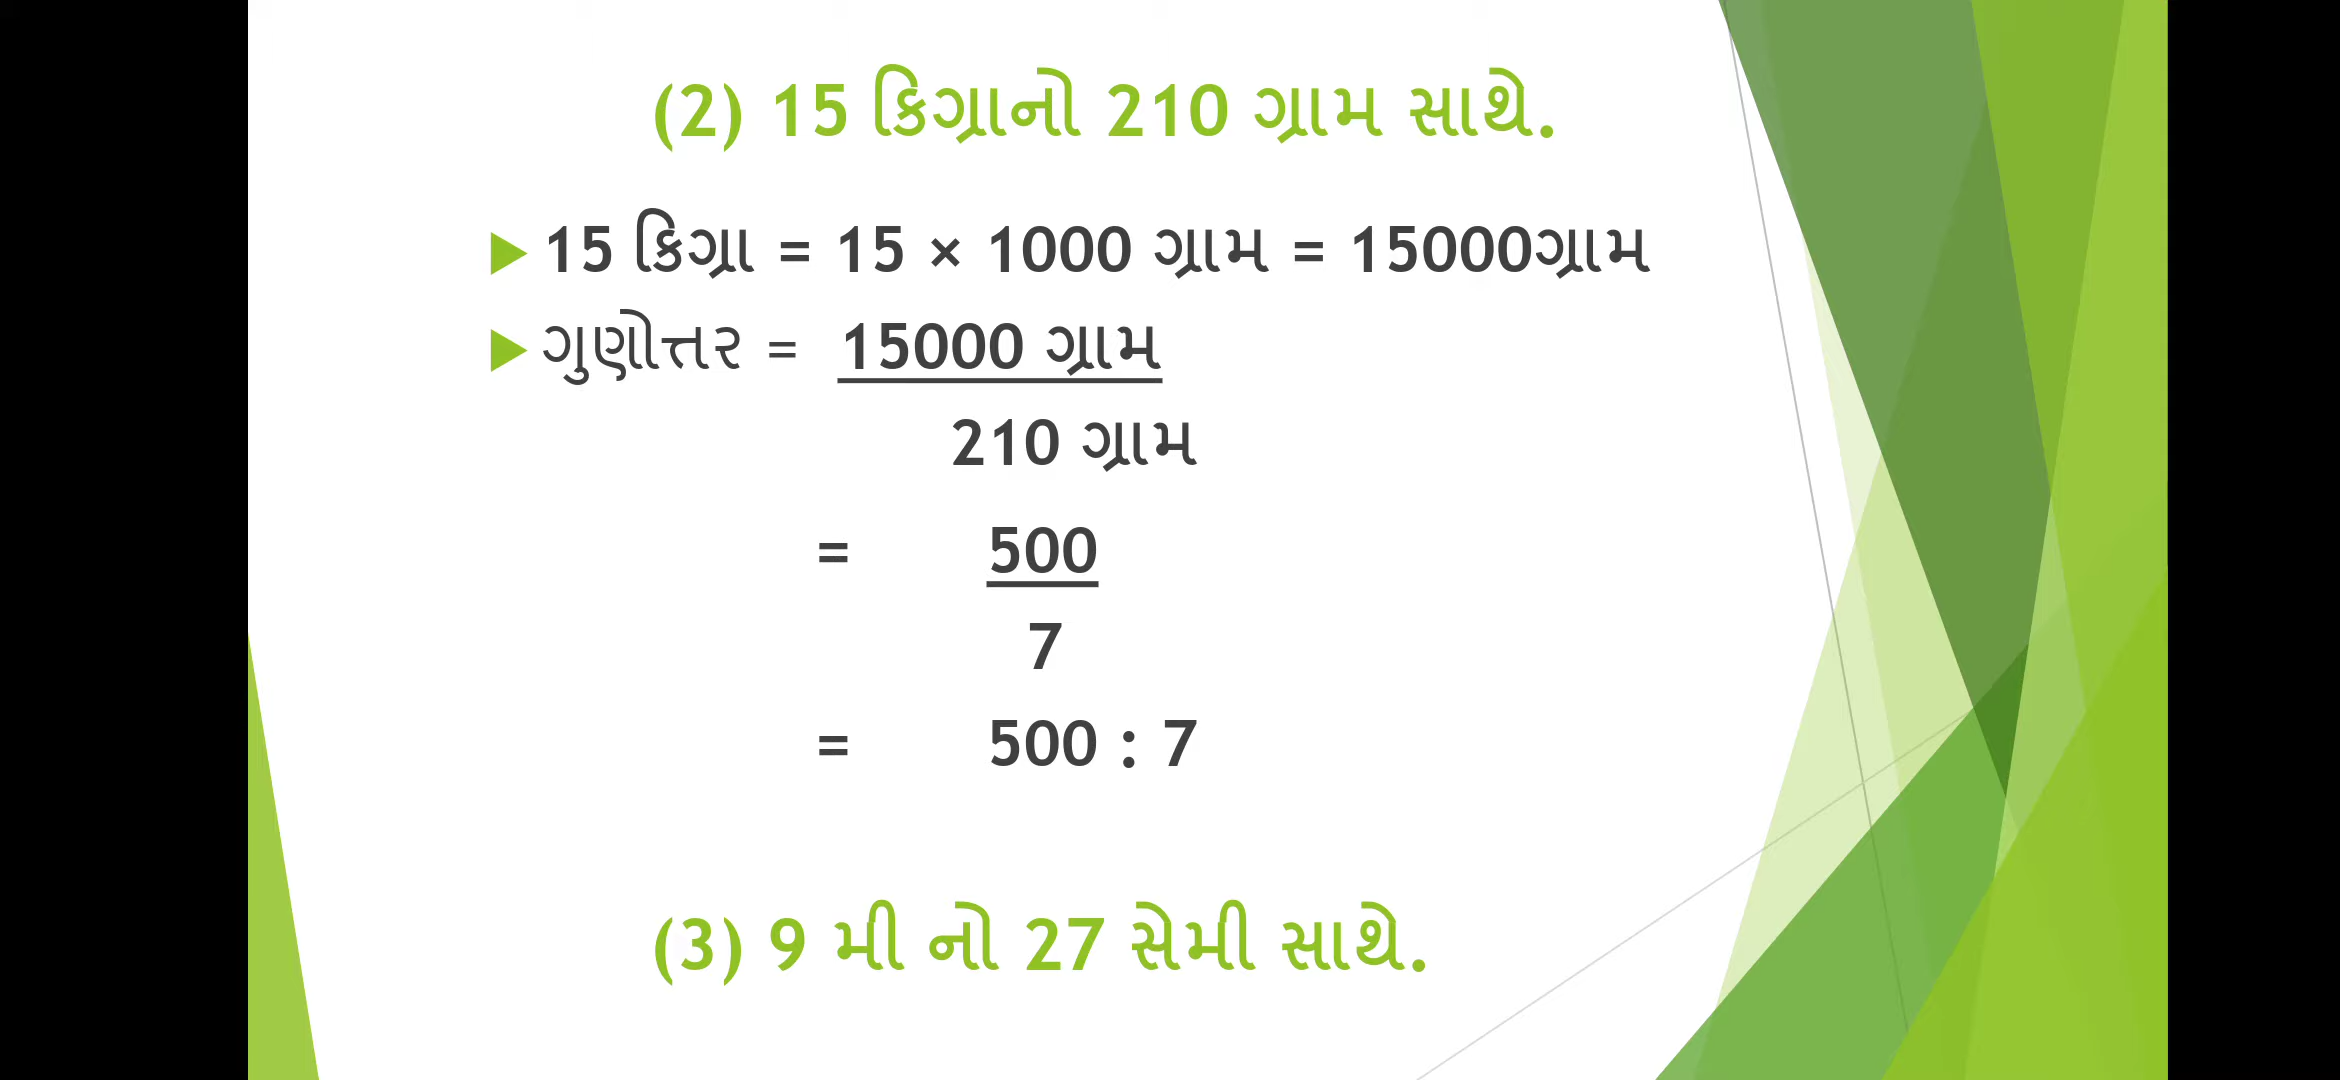 (2) 15 કિગ્રાનો 210 ગ્રામ સાથે.
15 કિગ્રા = 15 × 1000 ગ્રામ = 15000ગ્રામ
ગુણોત્તર = 15000 ગ્રામ
210 ગ્રામ
= 500
7
= 500 : 7
(3) 9 મી નો 27 સેમી સાથે.